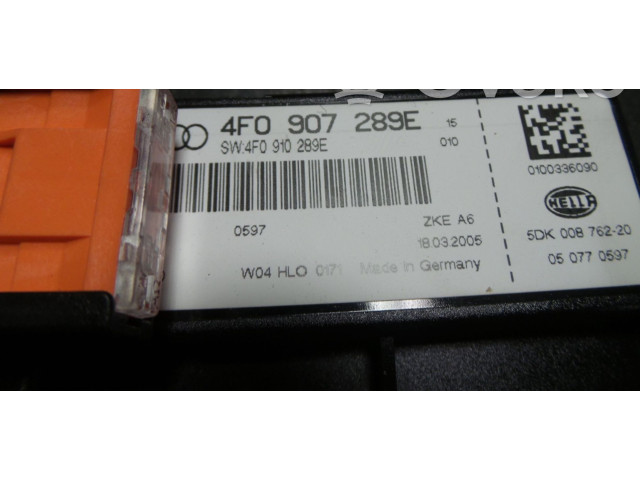 4F0 907 289E 15
SW:4F0 910 289E 010
0100336090
HELLA
0597 ZKE A6
18.03.2005
5DK 008 762-20
W04 HLO 0171 Made in Germany
05 077 0597